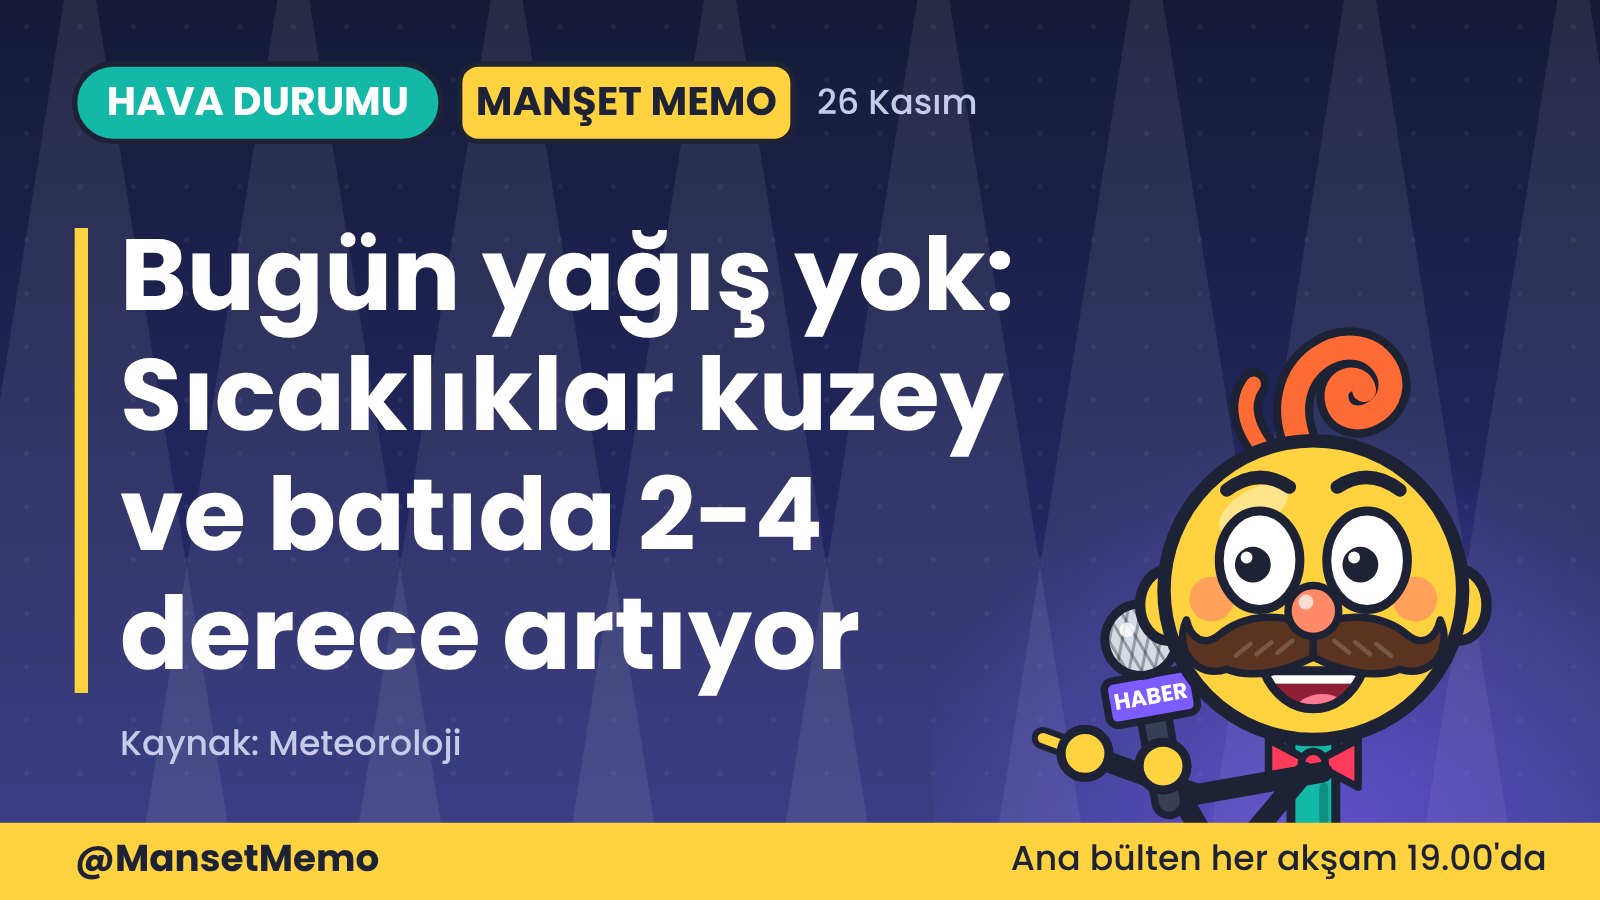 HAVA DURUMU
MANŞET MEMO
26 Kasım
Bugün yağış yok:
Sıcaklıklar kuzey
ve batıda 2-4
derece artıyor
HABER
Kaynak: Meteoroloji
@MansetMemo
Ana bülten her akşam 19.00'da